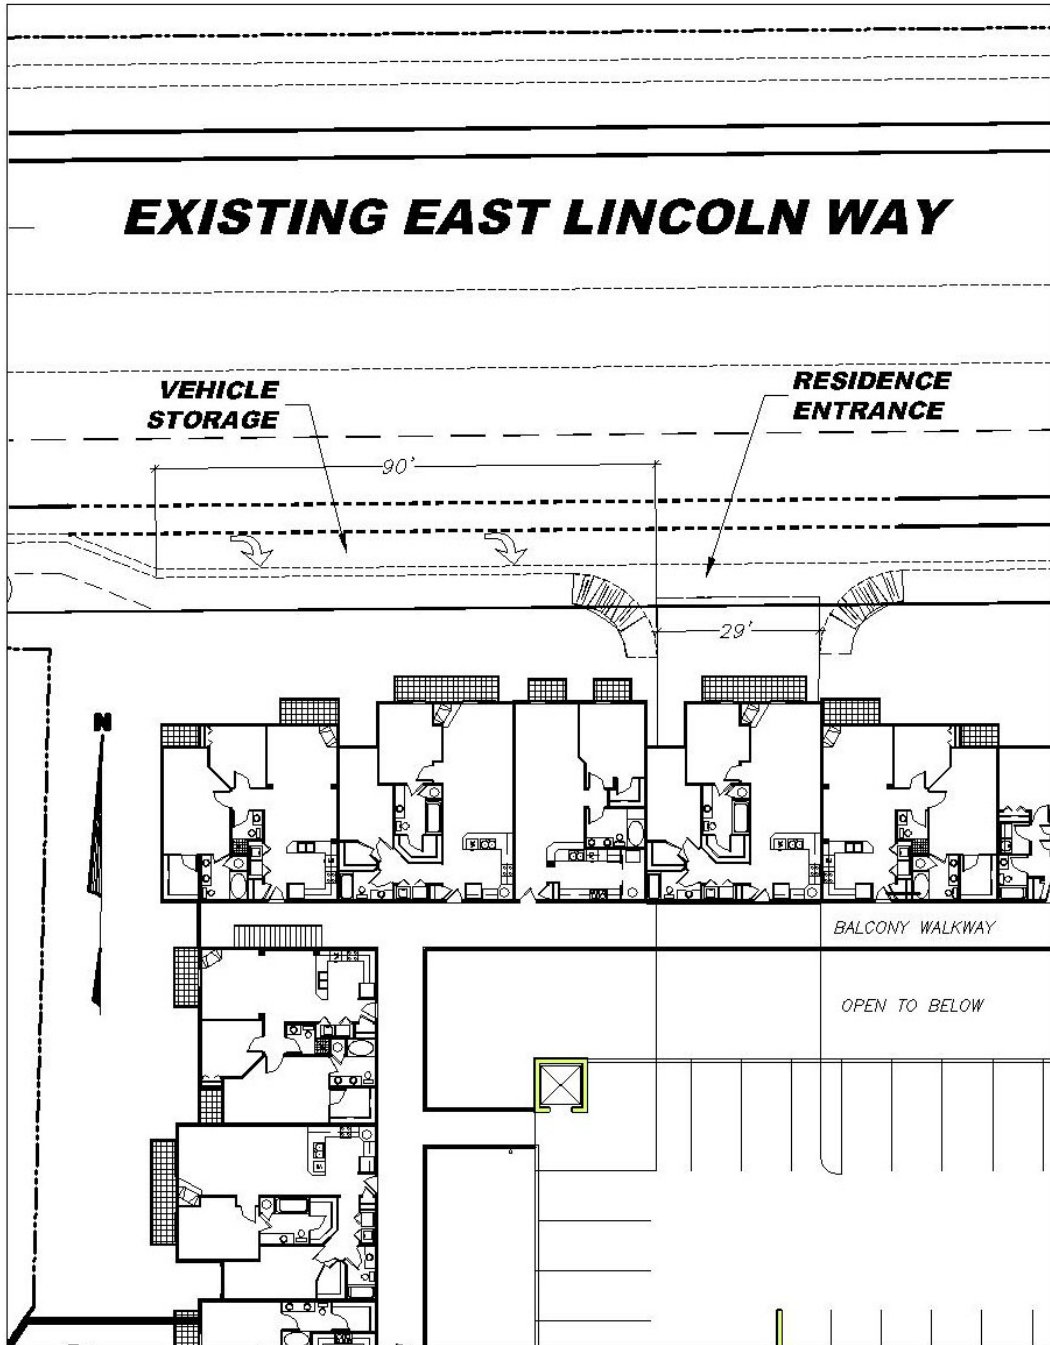 EXISTING EAST LINCOLN WAY
VEHICLE
STORAGE
RESIDENCE
ENTRANCE
90'
29'
N
BALCONY WALKWAY
OPEN TO BELOW